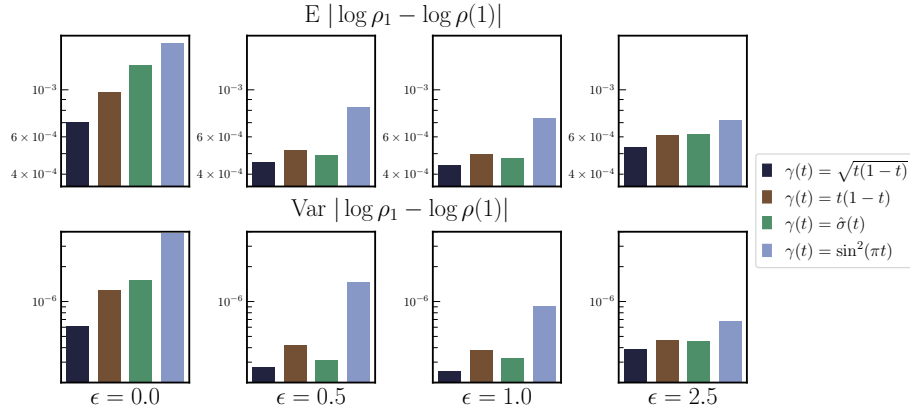 E | log ρ₁ − log ρ(1)|
10⁻³
6 × 10⁻⁴
4 × 10⁻⁴
10⁻³
6 × 10⁻⁴
4 × 10⁻⁴
10⁻³
6 × 10⁻⁴
4 × 10⁻⁴
10⁻³
6 × 10⁻⁴
4 × 10⁻⁴
γ(t) = √t(1 − t)
γ(t) = t(1 − t)
γ(t) = σ̂(t)
γ(t) = sin²(πt)
Var | log ρ₁ − log ρ(1)|
10⁻⁶
10⁻⁶
10⁻⁶
10⁻⁶
ϵ = 0.0
ϵ = 0.5
ϵ = 1.0
ϵ = 2.5